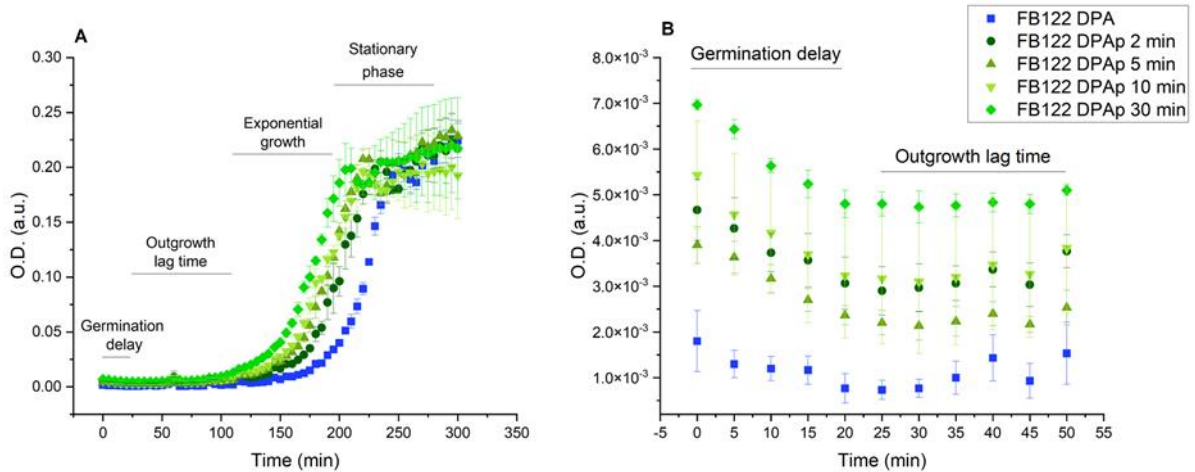 A
Stationary
phase
Exponential
growth
Outgrowth
lag time
Germination
delay
O.D. (a.u.)
0.30
0.25
0.20
0.15
0.10
0.05
0.00
0 50 100 150 200 250 300 350
Time (min)
B
FB122 DPA
FB122 DPAp 2 min
FB122 DPAp 5 min
FB122 DPAp 10 min
FB122 DPAp 30 min
Germination delay
Outgrowth lag time
O.D. (a.u.)
8.0×10⁻³
7.0×10⁻³
6.0×10⁻³
5.0×10⁻³
4.0×10⁻³
3.0×10⁻³
2.0×10⁻³
1.0×10⁻³
-5 0 5 10 15 20 25 30 35 40 45 50 55
Time (min)